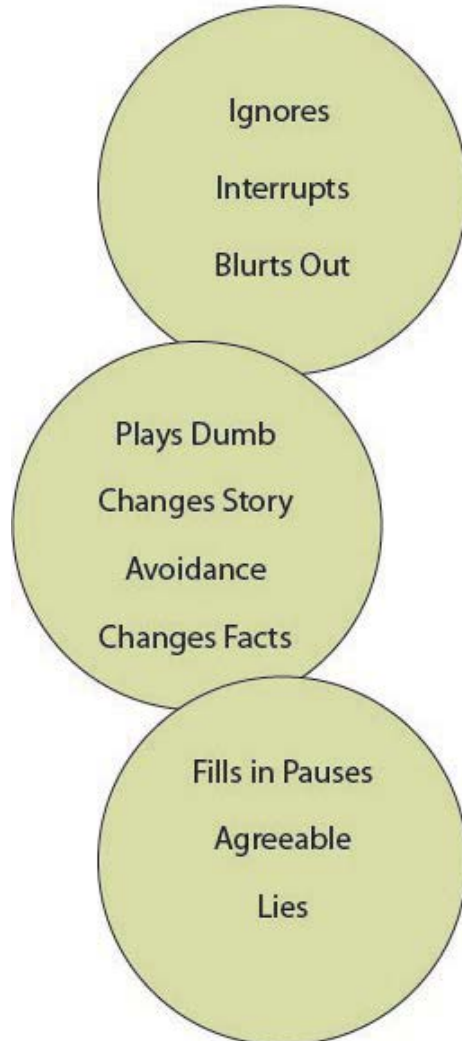 Ignores
Interrupts
Blurts Out
Plays Dumb
Changes Story
Avoidance
Changes Facts
Fills in Pauses
Agreeable
Lies